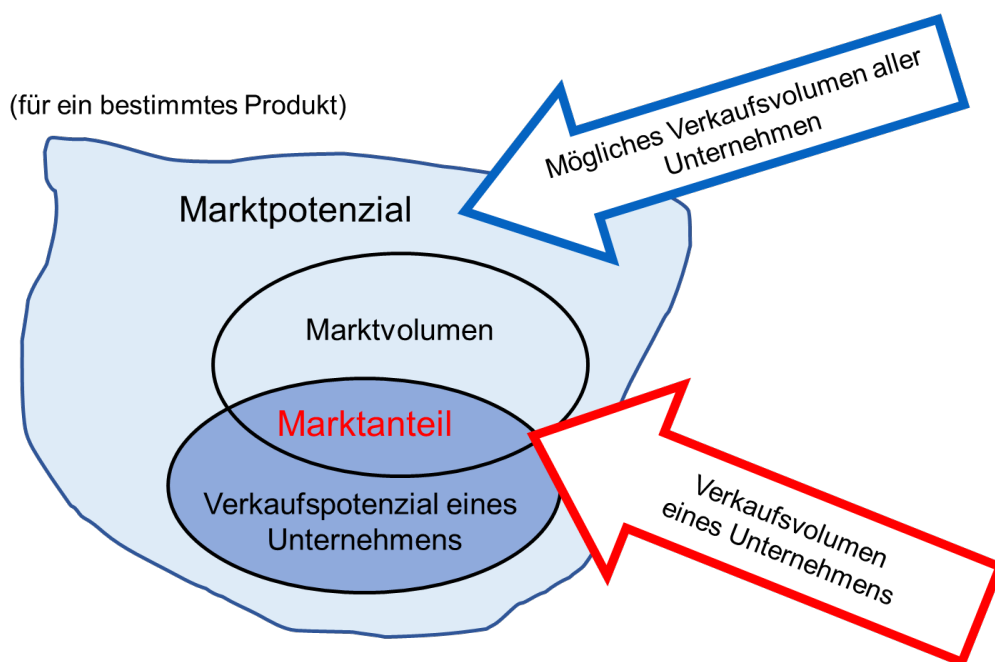 (für ein bestimmtes Produkt)
Mögliches Verkaufsvolumen aller
Unternehmen
Marktpotenzial
Marktvolumen
Marktanteil
Verkaufspotenzial eines
Unternehmens
Verkaufsvolumen
eines Unternehmens